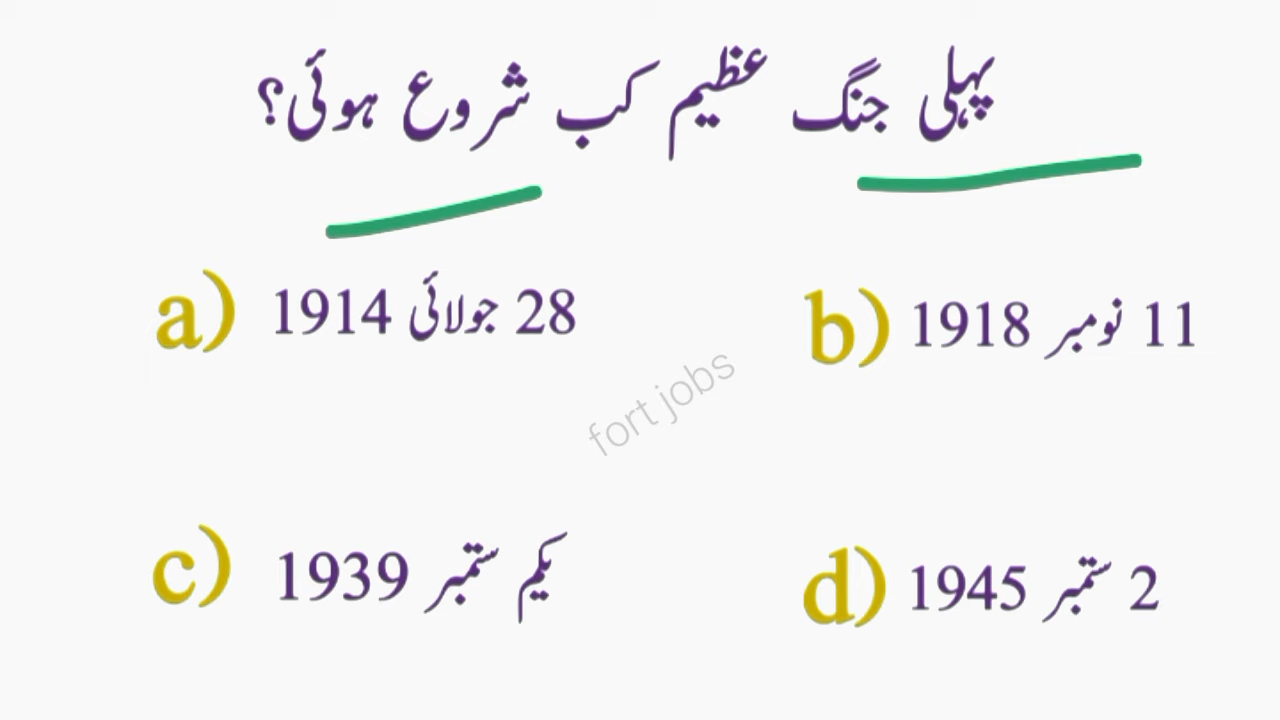 پہلی جنگ عظیم کب شروع ہوئی؟
a) 28 جولائی 1914
b) 11 نومبر 1918
fort jobs
c) یکم ستمبر 1939
d) 2 ستمبر 1945